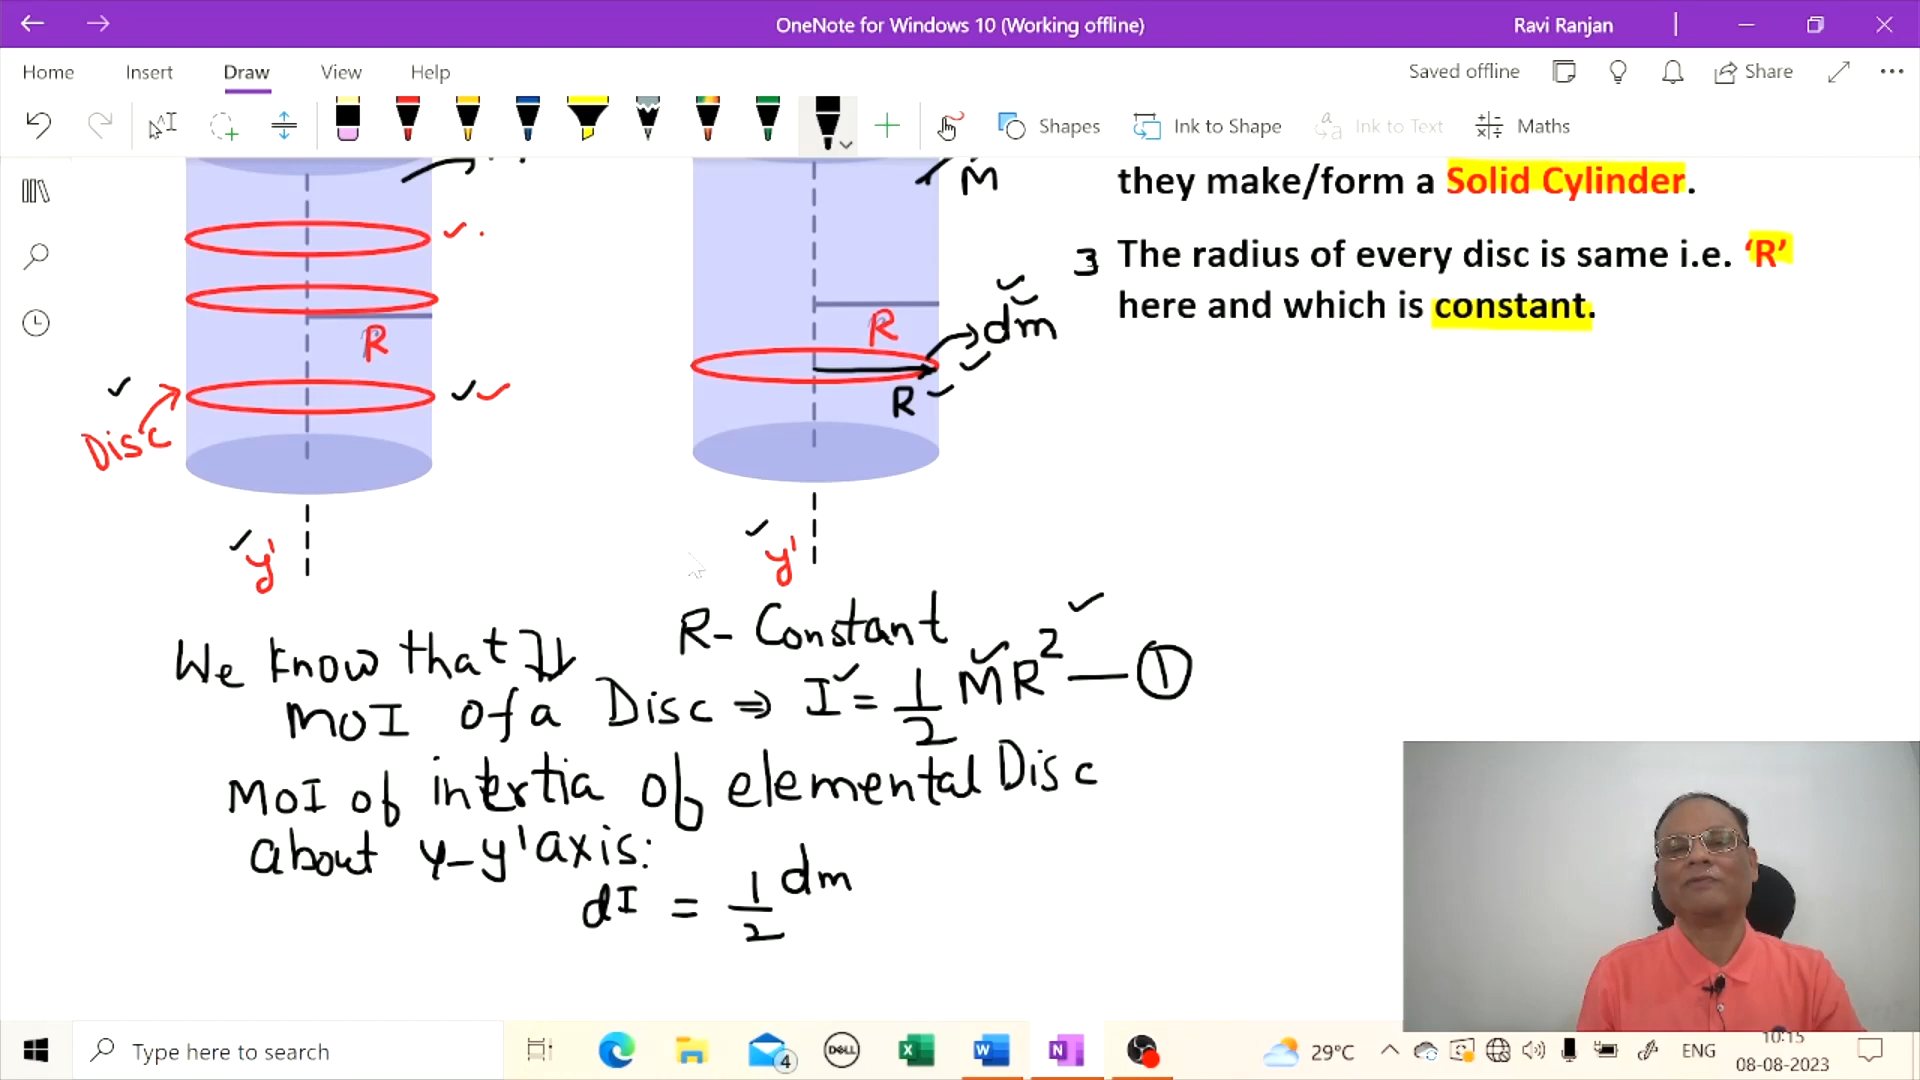 OneNote for Windows 10 (Working offline)
Ravi Ranjan
Home Insert Draw View Help
Saved offline
Share
Shapes
Ink to Shape
Ink to Text
Maths
M
they make/form a Solid Cylinder.
3 The radius of every disc is same i.e. 'R'
here and which is constant.
R
Disc
y'
R
dm
R
y'
R- Constant
We know that
MOI of a Disc ⇒ I = 1/2 MR² — ①
MOI of intertia of elemental Disc
about y-y' axis:
dI = 1/2 dm
Type here to search
4
DELL
29°C
ENG
10:15
08-08-2023